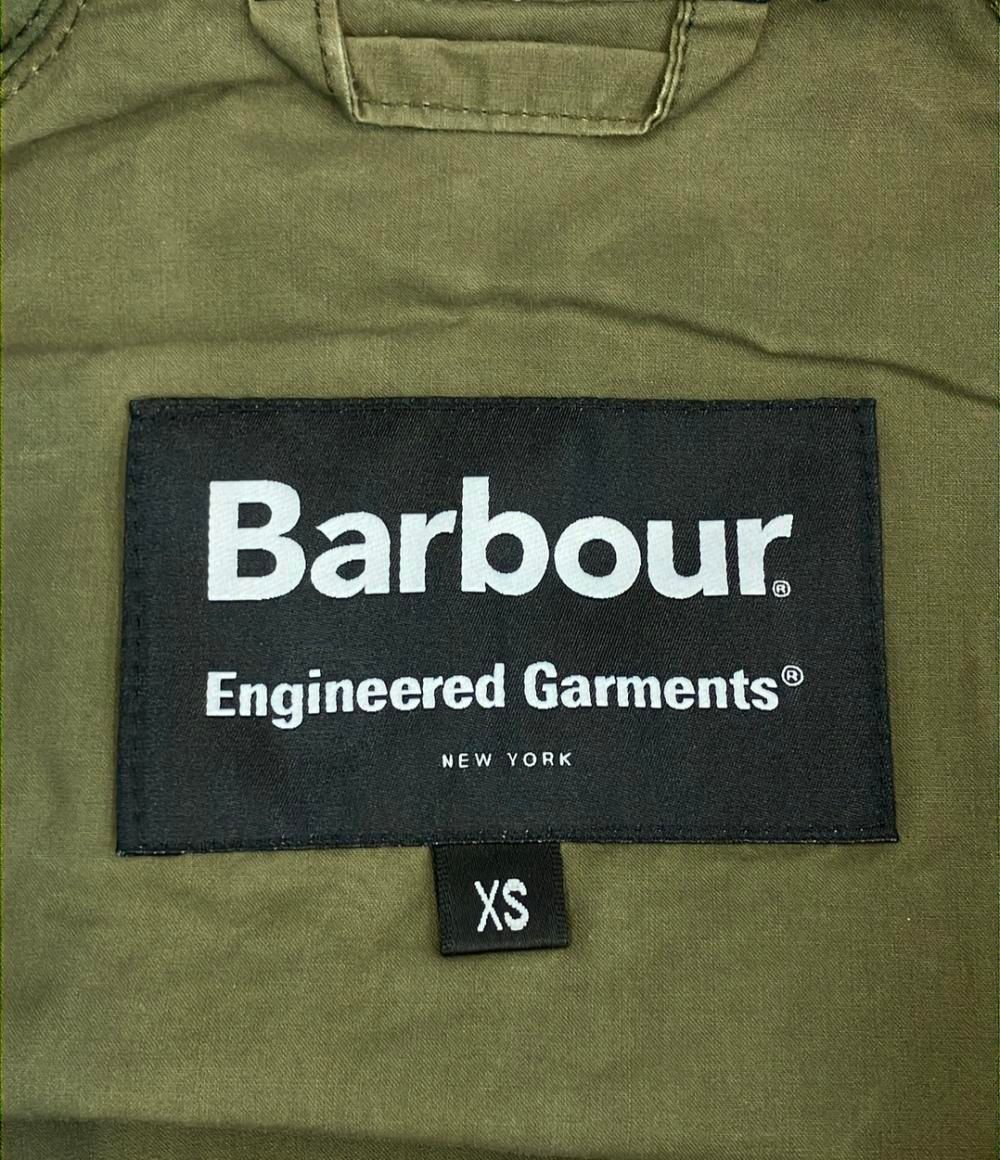 Barbour®
Engineered Garments®
NEW YORK
XS